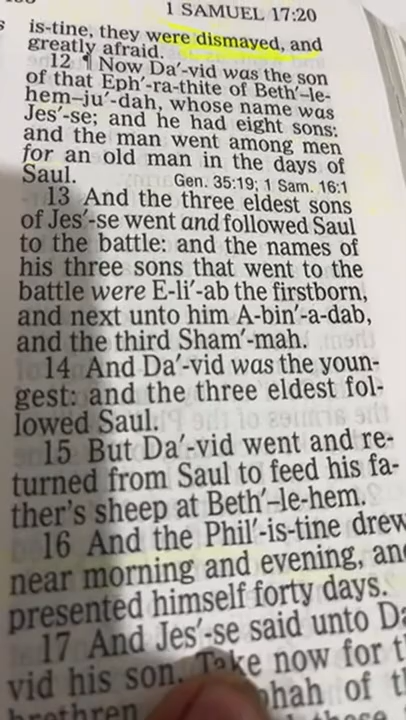 1 SAMUEL 17:20
is-tine, they were dismayed, and
greatly afraid.
12 ¶ Now Da′-vid was the son
of that Eph′-ra-thite of Beth′–le-
hem–ju′-dah, whose name was
Jes′-se; and he had eight sons:
and the man went among men
for an old man in the days of
Saul. Gen. 35:19; 1 Sam. 16:1
13 And the three eldest sons
of Jes′-se went and followed Saul
to the battle: and the names of
his three sons that went to the
battle were E-li′-ab the firstborn,
and next unto him A-bin′-a-dab,
and the third Sham′-mah.
14 And Da′-vid was the youn-
gest: and the three eldest fol-
lowed Saul.
15 But Da′-vid went and re-
turned from Saul to feed his fa-
ther's sheep at Beth′–le-hem.
16 And the Phil′-is-tine drew
near morning and evening, and
presented himself forty days.
17 And Jes′-se said unto Da
vid his son, Take now for
ephah of
brethren